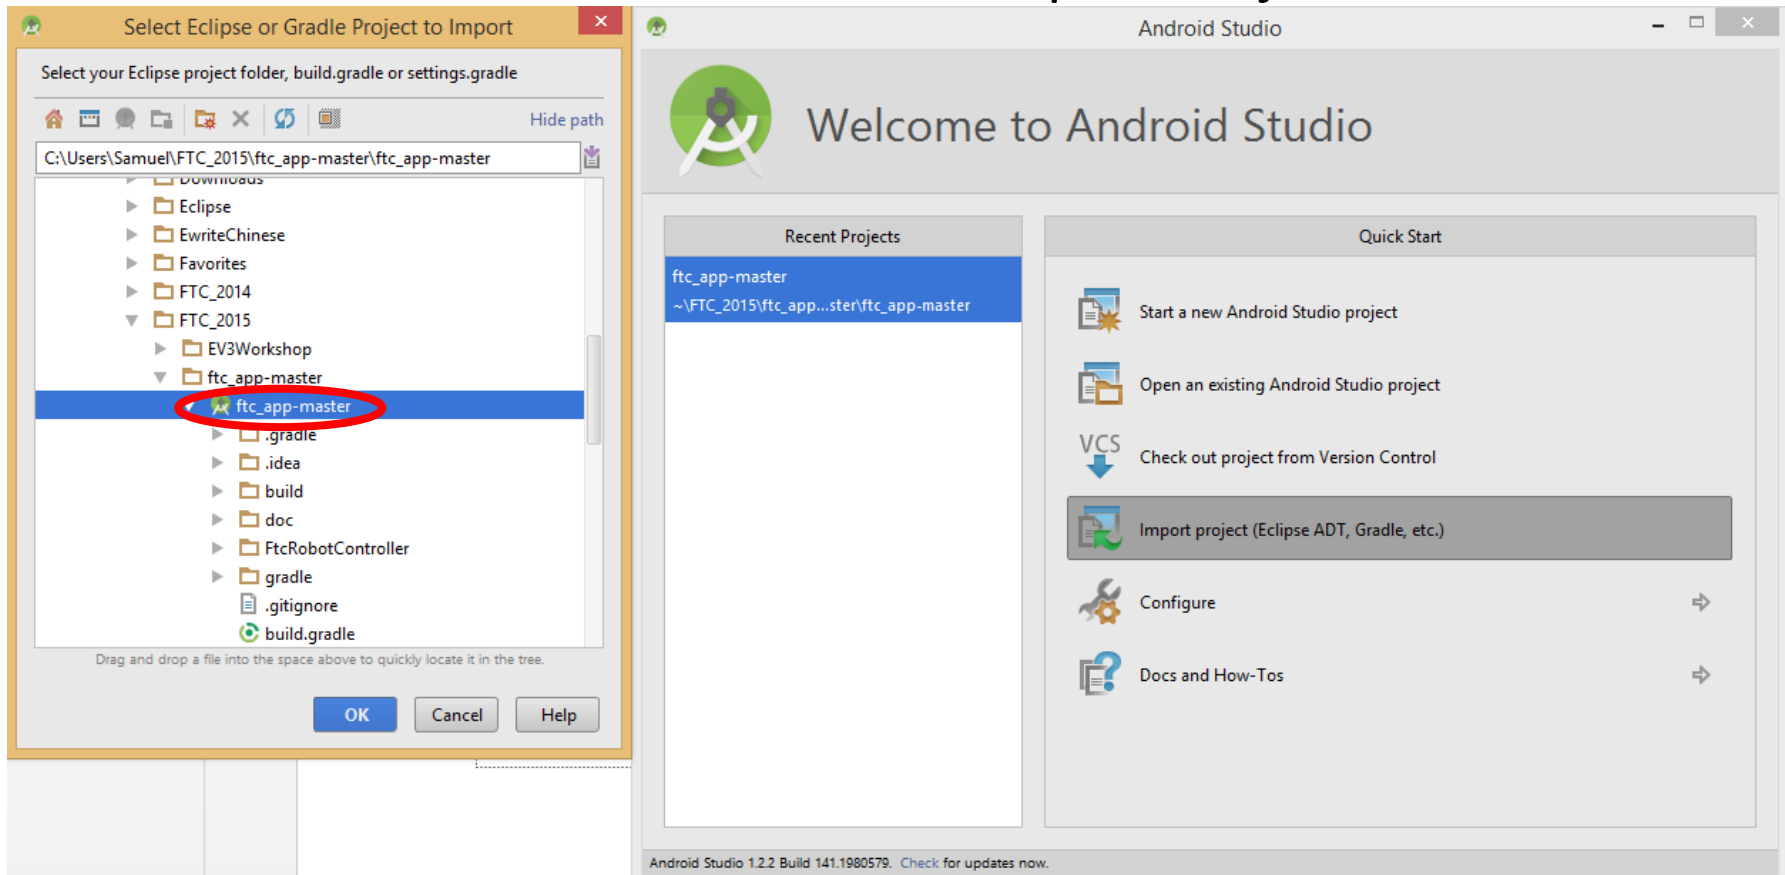 Select Eclipse or Gradle Project to Import
Select your Eclipse project folder, build.gradle or settings.gradle
Hide path
C:\Users\Samuel\FTC_2015\ftc_app-master\ftc_app-master
Downloads
Eclipse
EwriteChinese
Favorites
FTC_2014
FTC_2015
EV3Workshop
ftc_app-master
ftc_app-master
.gradle
.idea
build
doc
FtcRobotController
gradle
.gitignore
build.gradle
Drag and drop a file into the space above to quickly locate it in the tree.
OK Cancel Help
Android Studio
Welcome to Android Studio
Recent Projects
ftc_app-master
~\FTC_2015\ftc_app...ster\ftc_app-master
Quick Start
Start a new Android Studio project
Open an existing Android Studio project
VCS
Check out project from Version Control
Import project (Eclipse ADT, Gradle, etc.)
Configure
Docs and How-Tos
Android Studio 1.2.2 Build 141.1980579. Check for updates now.